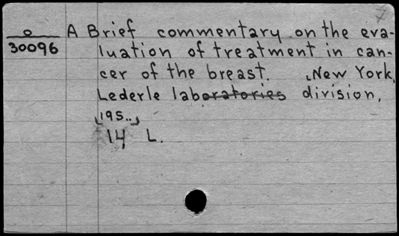 o A Brief commentary on the eva-
30096 luation of treatment in can-
cer of the breast. [New York,
Lederle laboratories division,
[195..]
14 L.